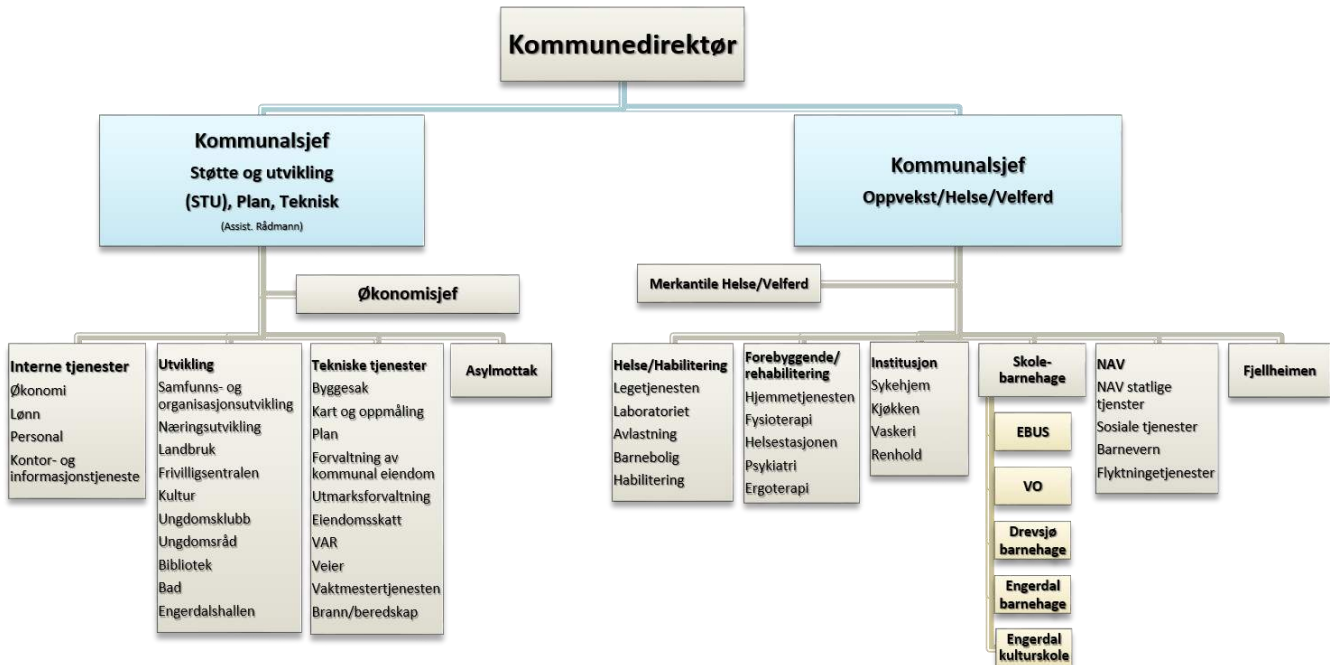 Kommunedirektør
Kommunalsjef
Støtte og utvikling
(STU), Plan, Teknisk
(Assist. Rådmann)
Kommunalsjef
Oppvekst/Helse/Velferd
Økonomisjef
Merkantile Helse/Velferd
Interne tjenester
Økonomi
Lønn
Personal
Kontor- og
informasjonstjeneste
Utvikling
Samfunns- og
organisasjonsutvikling
Næringsutvikling
Landbruk
Frivilligsentralen
Kultur
Ungdomsklubb
Ungdomsråd
Bibliotek
Bad
Engerdalshallen
Tekniske tjenester
Byggesak
Kart og oppmåling
Plan
Forvaltning av
kommunal eiendom
Utmarksforvaltning
Eiendomsskatt
VAR
Veier
Vaktmestertjenesten
Brann/beredskap
Asylmottak
Helse/Habilitering
Legetjenesten
Laboratoriet
Avlastning
Barnebolig
Habilitering
Forebyggende/
rehabilitering
Hjemmetjenesten
Fysioterapi
Helsestasjonen
Psykiatri
Ergoterapi
Institusjon
Sykehjem
Kjøkken
Vaskeri
Renhold
Skole-
barnehage
EBUS
VO
Drevsjø
barnehage
Engerdal
barnehage
Engerdal
kulturskole
NAV
NAV statlige
tjenster
Sosiale tjenester
Barnevern
Flyktningetjenester
Fjellheimen